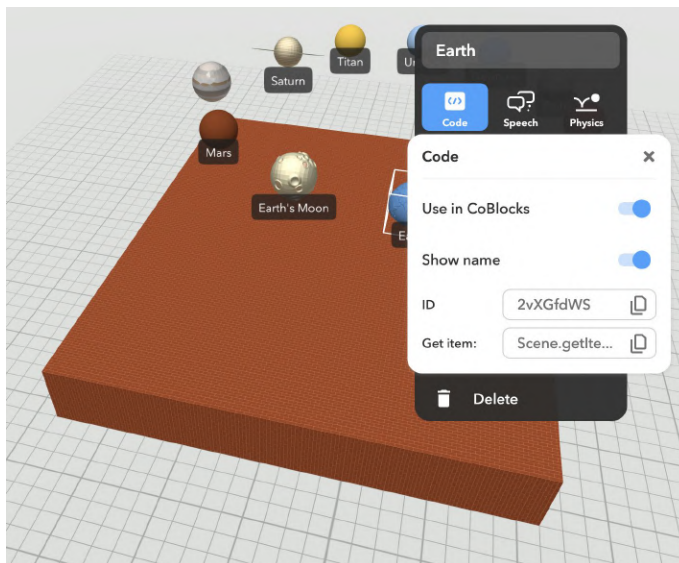 Earth
Titan
Saturn
Code
Speech
Physics
Mars
Code
Earth's Moon
Use in CoBlocks
Show name
ID
2vXGfdWS
Get item:
Scene.getIte...
Delete